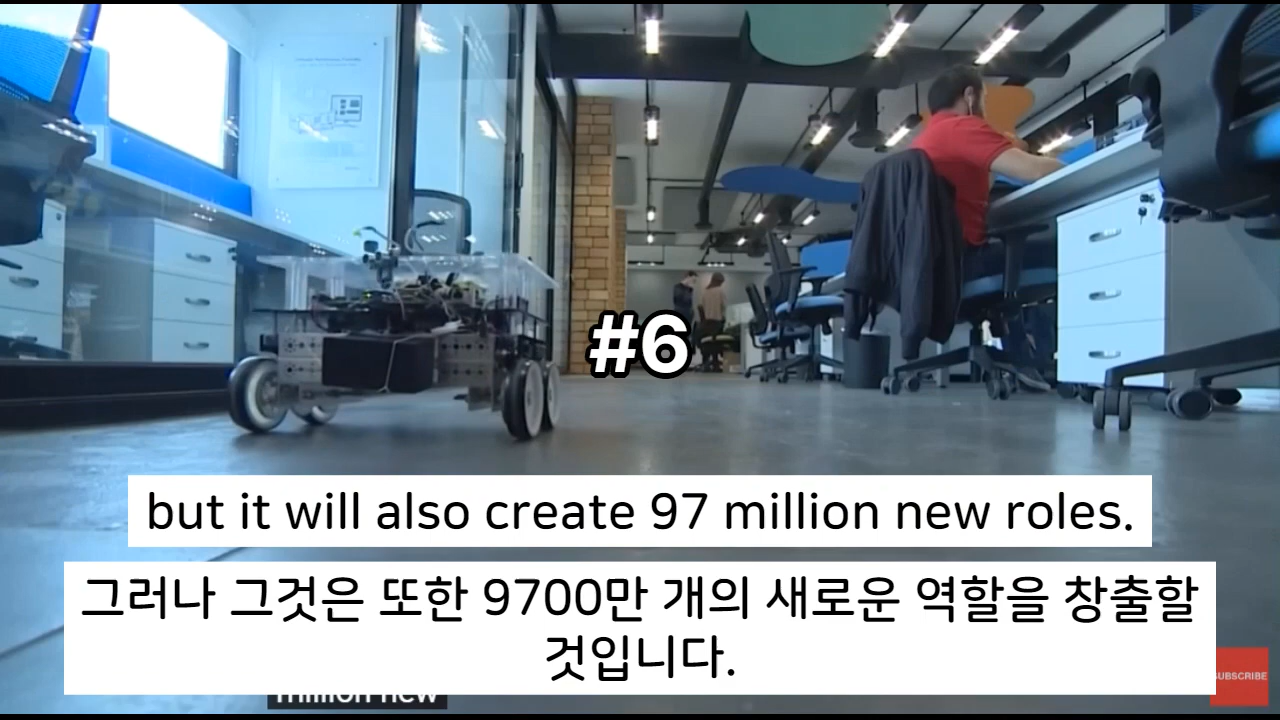 #6
but it will also create 97 million new roles.
그러나 그것은 또한 9700만 개의 새로운 역할을 창출할
것입니다.
million new
SUBSCRIBE